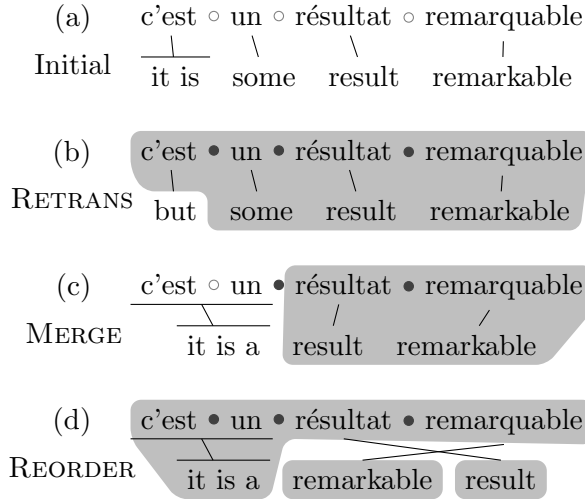 (a) c'est ○ un ○ résultat ○ remarquable
Initial it is some result remarkable
(b) c'est ● un ● résultat ● remarquable
RETRANS but some result remarkable
(c) c'est ○ un ● résultat ● remarquable
MERGE it is a result remarkable
(d) c'est ● un ● résultat ● remarquable
REORDER it is a remarkable result